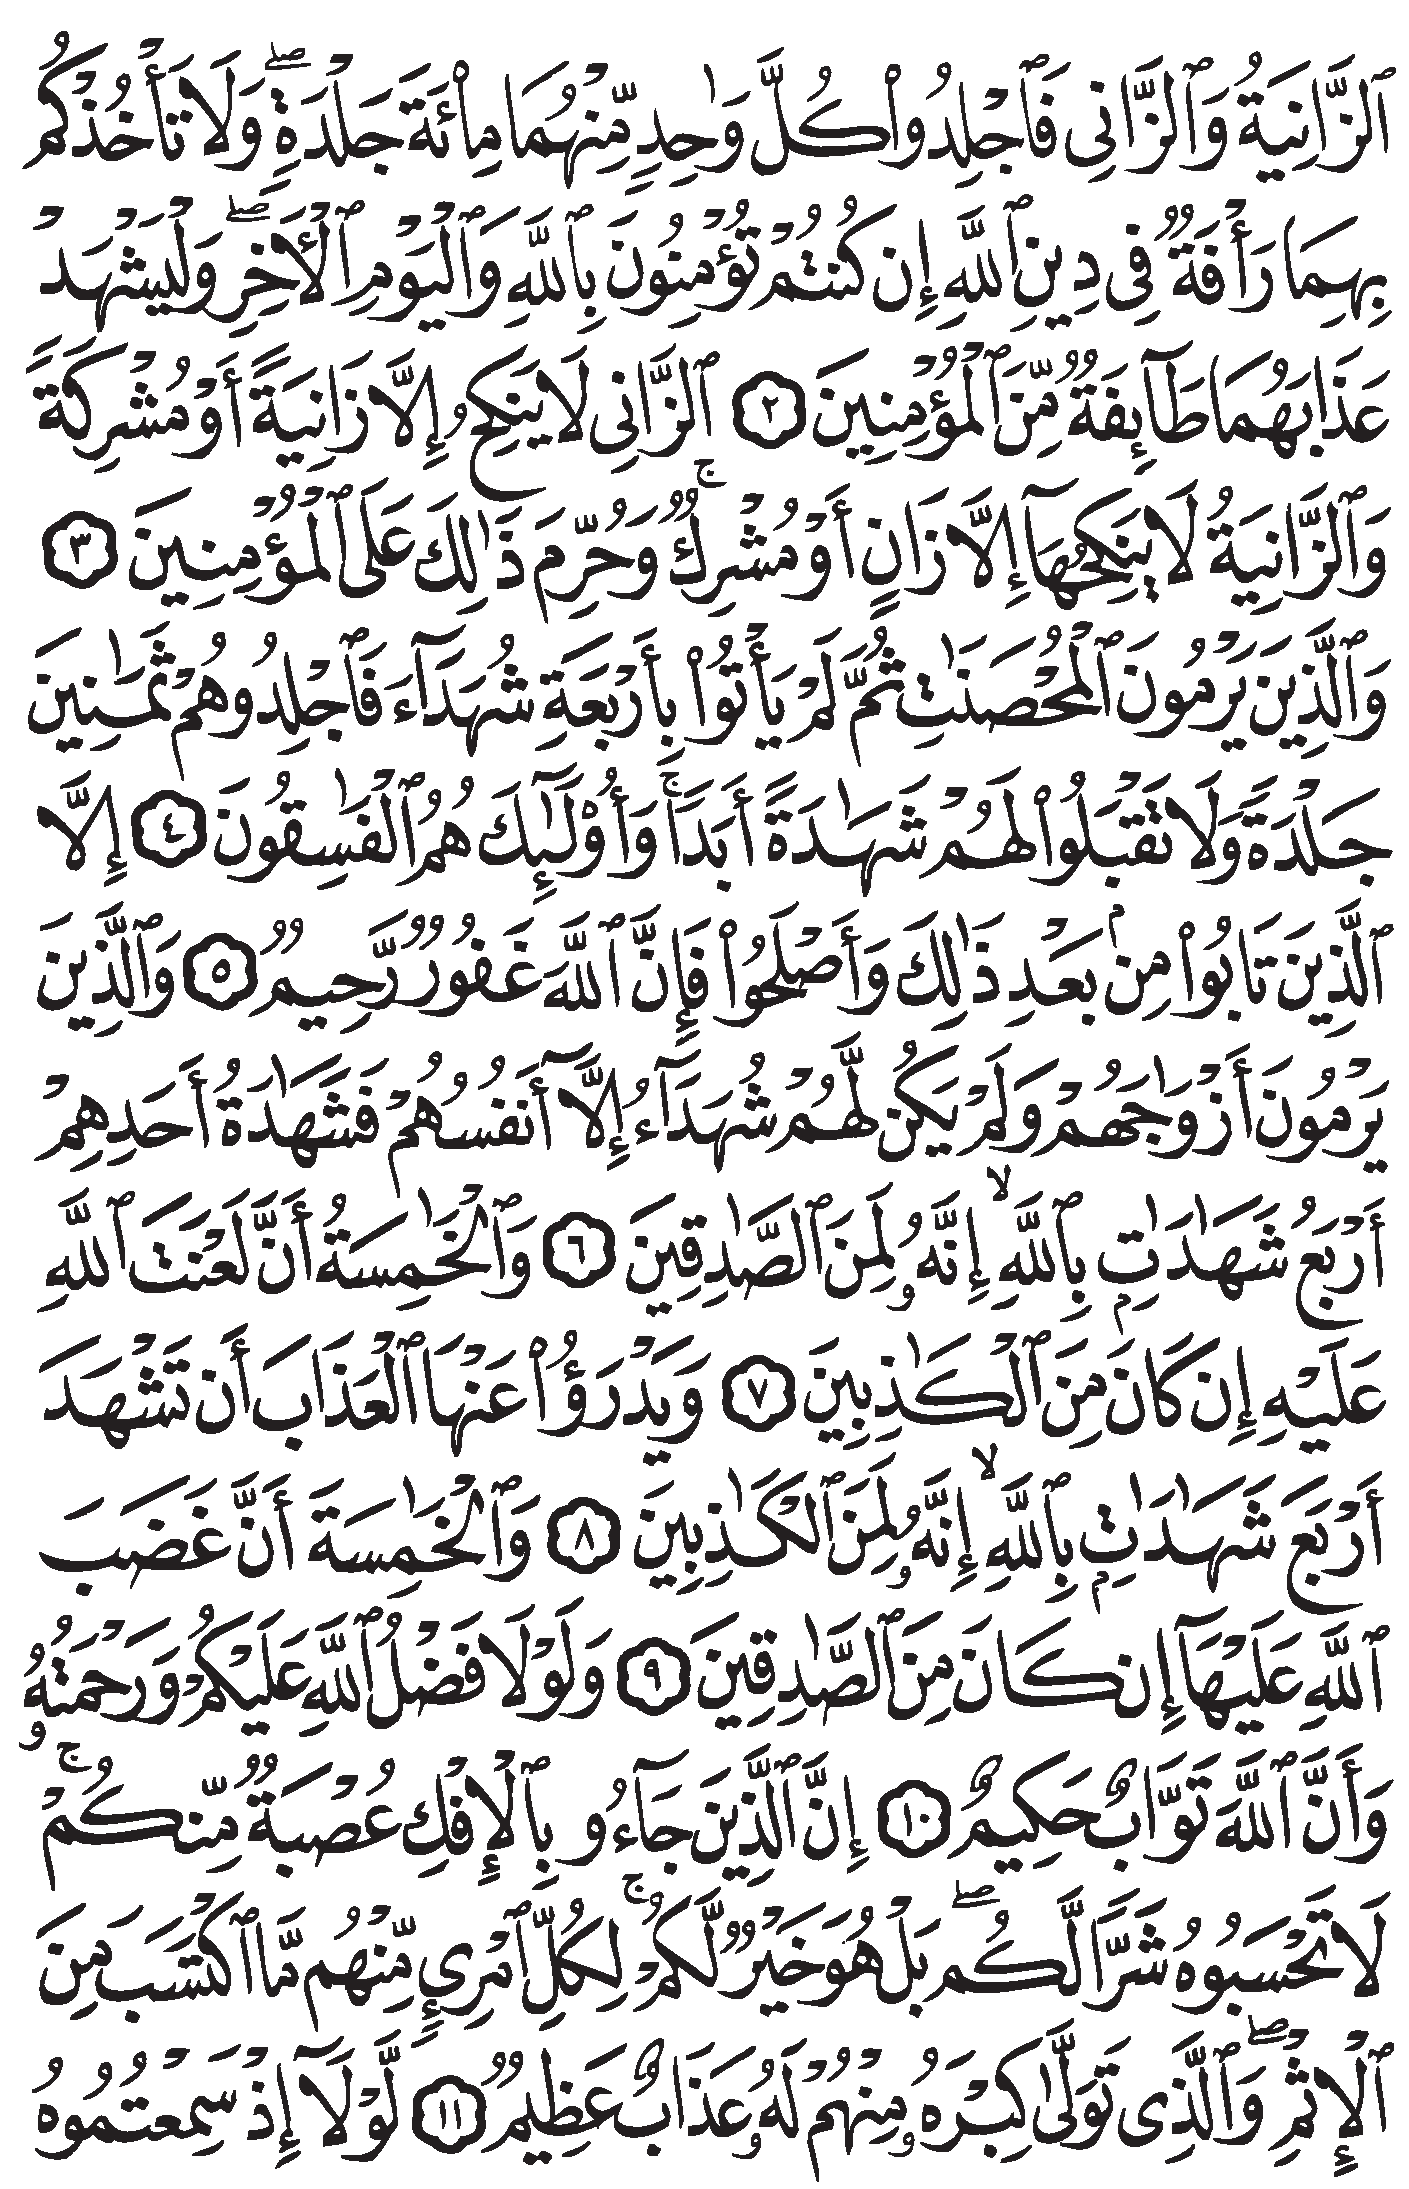 ٱلزَّانِيَةُ وَٱلزَّانِى فَٱجْلِدُوا۟ كُلَّ وَٰحِدٍ مِّنْهُمَا مِا۟ئَةَ جَلْدَةٍ ۖ وَلَا تَأْخُذْكُم
بِهِمَا رَأْفَةٌ فِى دِينِ ٱللَّهِ إِن كُنتُمْ تُؤْمِنُونَ بِٱللَّهِ وَٱلْيَوْمِ ٱلْـَٔاخِرِ ۖ وَلْيَشْهَدْ
عَذَابَهُمَا طَآئِفَةٌ مِّنَ ٱلْمُؤْمِنِينَ ٢ ٱلزَّانِى لَا يَنكِحُ إِلَّا زَانِيَةً أَوْ مُشْرِكَةً
وَٱلزَّانِيَةُ لَا يَنكِحُهَآ إِلَّا زَانٍ أَوْ مُشْرِكٌ ۚ وَحُرِّمَ ذَٰلِكَ عَلَى ٱلْمُؤْمِنِينَ ٣
وَٱلَّذِينَ يَرْمُونَ ٱلْمُحْصَنَٰتِ ثُمَّ لَمْ يَأْتُوا۟ بِأَرْبَعَةِ شُهَدَآءَ فَٱجْلِدُوهُمْ ثَمَٰنِينَ
جَلْدَةً وَلَا تَقْبَلُوا۟ لَهُمْ شَهَٰدَةً أَبَدًا ۚ وَأُو۟لَٰٓئِكَ هُمُ ٱلْفَٰسِقُونَ ٤ إِلَّا
ٱلَّذِينَ تَابُوا۟ مِنۢ بَعْدِ ذَٰلِكَ وَأَصْلَحُوا۟ فَإِنَّ ٱللَّهَ غَفُورٌ رَّحِيمٌ ٥ وَٱلَّذِينَ
يَرْمُونَ أَزْوَٰجَهُمْ وَلَمْ يَكُن لَّهُمْ شُهَدَآءُ إِلَّآ أَنفُسُهُمْ فَشَهَٰدَةُ أَحَدِهِمْ
أَرْبَعُ شَهَٰدَٰتٍۭ بِٱللَّهِ ۙ إِنَّهُۥ لَمِنَ ٱلصَّٰدِقِينَ ٦ وَٱلْخَٰمِسَةُ أَنَّ لَعْنَتَ ٱللَّهِ
عَلَيْهِ إِن كَانَ مِنَ ٱلْكَٰذِبِينَ ٧ وَيَدْرَؤُا۟ عَنْهَا ٱلْعَذَابَ أَن تَشْهَدَ
أَرْبَعَ شَهَٰدَٰتٍۭ بِٱللَّهِ ۙ إِنَّهُۥ لَمِنَ ٱلْكَٰذِبِينَ ٨ وَٱلْخَٰمِسَةَ أَنَّ غَضَبَ
ٱللَّهِ عَلَيْهَآ إِن كَانَ مِنَ ٱلصَّٰدِقِينَ ٩ وَلَوْلَا فَضْلُ ٱللَّهِ عَلَيْكُمْ وَرَحْمَتُهُۥ
وَأَنَّ ٱللَّهَ تَوَّابٌ حَكِيمٌ ١٠ إِنَّ ٱلَّذِينَ جَآءُو بِٱلْإِفْكِ عُصْبَةٌ مِّنكُمْ ۚ
لَا تَحْسَبُوهُ شَرًّا لَّكُم ۖ بَلْ هُوَ خَيْرٌ لَّكُمْ ۚ لِكُلِّ ٱمْرِئٍ مِّنْهُم مَّا ٱكْتَسَبَ مِنَ
ٱلْإِثْمِ ۖ وَٱلَّذِى تَوَلَّىٰ كِبْرَهُۥ مِنْهُمْ لَهُۥ عَذَابٌ عَظِيمٌ ١١ لَّوْلَآ إِذْ سَمِعْتُمُوهُ